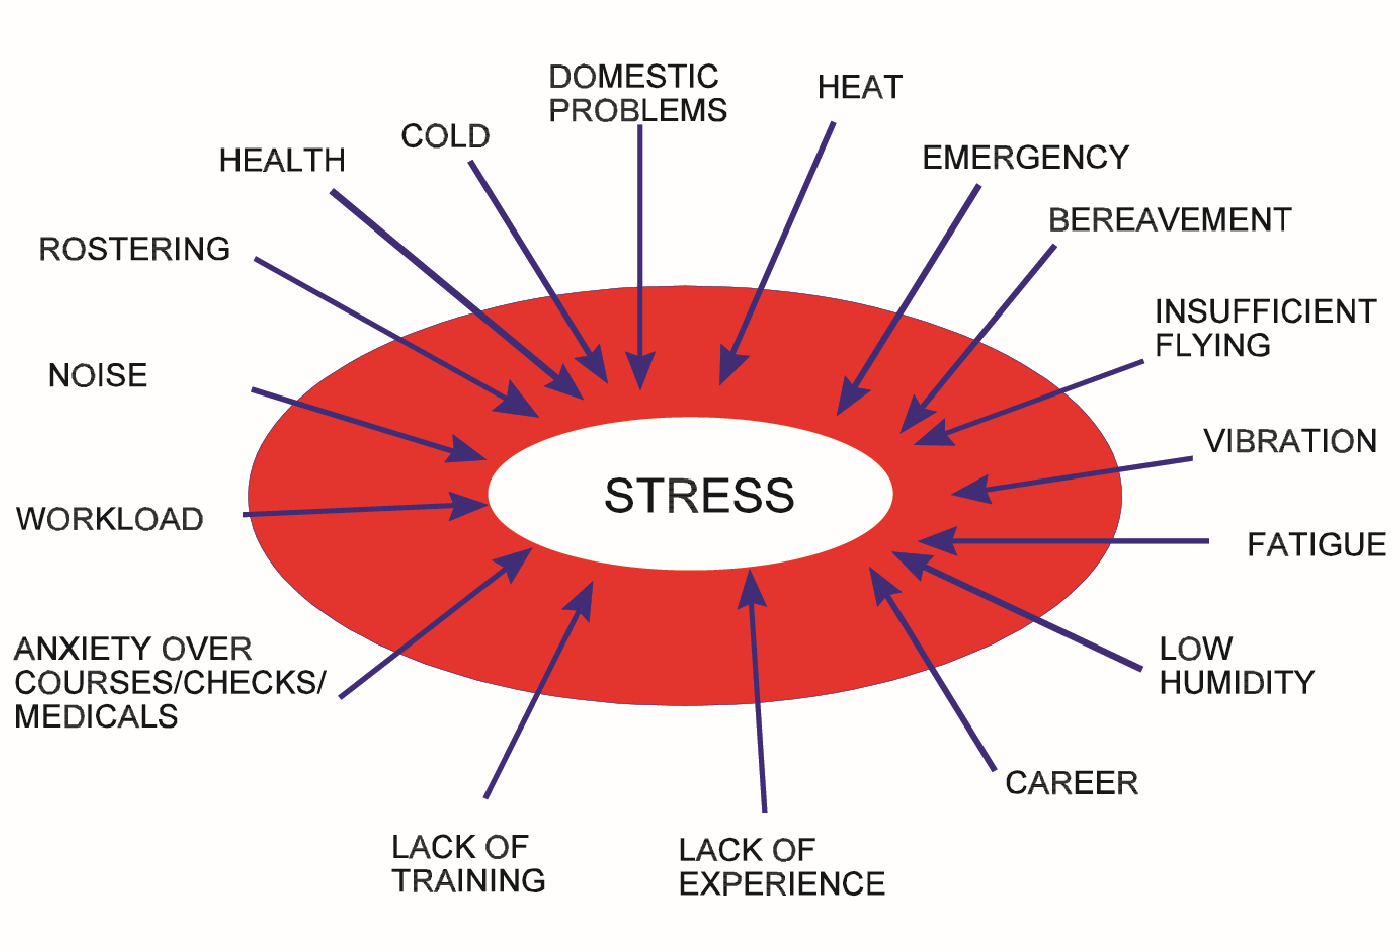 DOMESTIC
PROBLEMS
HEAT
COLD
EMERGENCY
HEALTH
BEREAVEMENT
ROSTERING
INSUFFICIENT
FLYING
NOISE
VIBRATION
STRESS
WORKLOAD
FATIGUE
ANXIETY OVER
COURSES/CHECKS/
MEDICALS
LOW
HUMIDITY
CAREER
LACK OF
TRAINING
LACK OF
EXPERIENCE